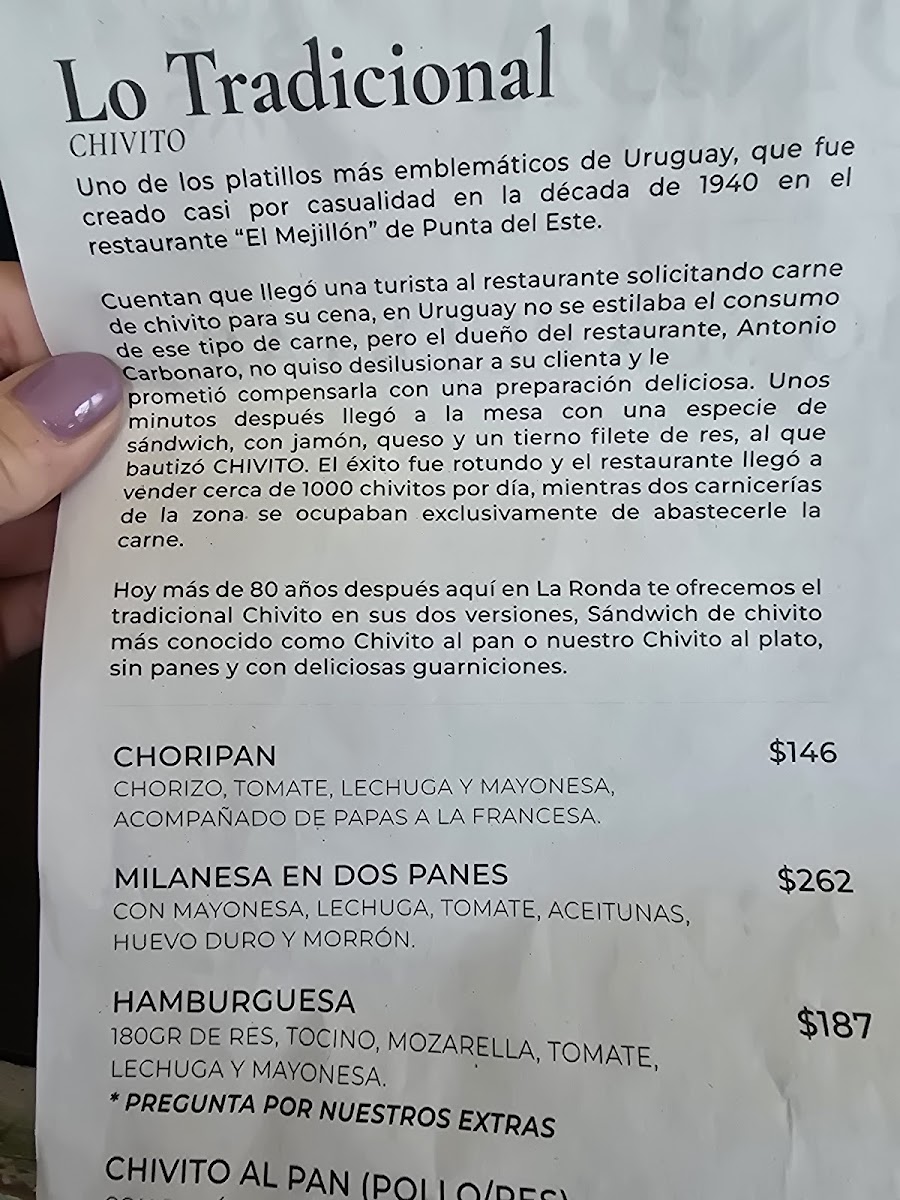 Lo Tradicional
CHIVITO
Uno de los platillos más emblemáticos de Uruguay, que fue
creado casi por casualidad en la década de 1940 en el
restaurante “El Mejillón” de Punta del Este.
Cuentan que llegó una turista al restaurante solicitando carne
de chivito para su cena, en Uruguay no se estilaba el consumo
de ese tipo de carne, pero el dueño del restaurante, Antonio
Carbonaro, no quiso desilusionar a su clienta y le
prometió compensarla con una preparación deliciosa. Unos
minutos después llegó a la mesa con una especie de
sándwich, con jamón, queso y un tierno filete de res, al que
bautizó CHIVITO. El éxito fue rotundo y el restaurante llegó a
vender cerca de 1000 chivitos por día, mientras dos carnicerías
de la zona se ocupaban exclusivamente de abastecerle la
carne.
Hoy más de 80 años después aquí en La Ronda te ofrecemos el
tradicional Chivito en sus dos versiones, Sándwich de chivito
más conocido como Chivito al pan o nuestro Chivito al plato,
sin panes y con deliciosas guarniciones.
CHORIPAN $146
CHORIZO, TOMATE, LECHUGA Y MAYONESA,
ACOMPAÑADO DE PAPAS A LA FRANCESA.
MILANESA EN DOS PANES $262
CON MAYONESA, LECHUGA, TOMATE, ACEITUNAS,
HUEVO DURO Y MORRÓN.
HAMBURGUESA $187
180GR DE RES, TOCINO, MOZARELLA, TOMATE,
LECHUGA Y MAYONESA.
* PREGUNTA POR NUESTROS EXTRAS
CHIVITO AL PAN (POLLO/RES)